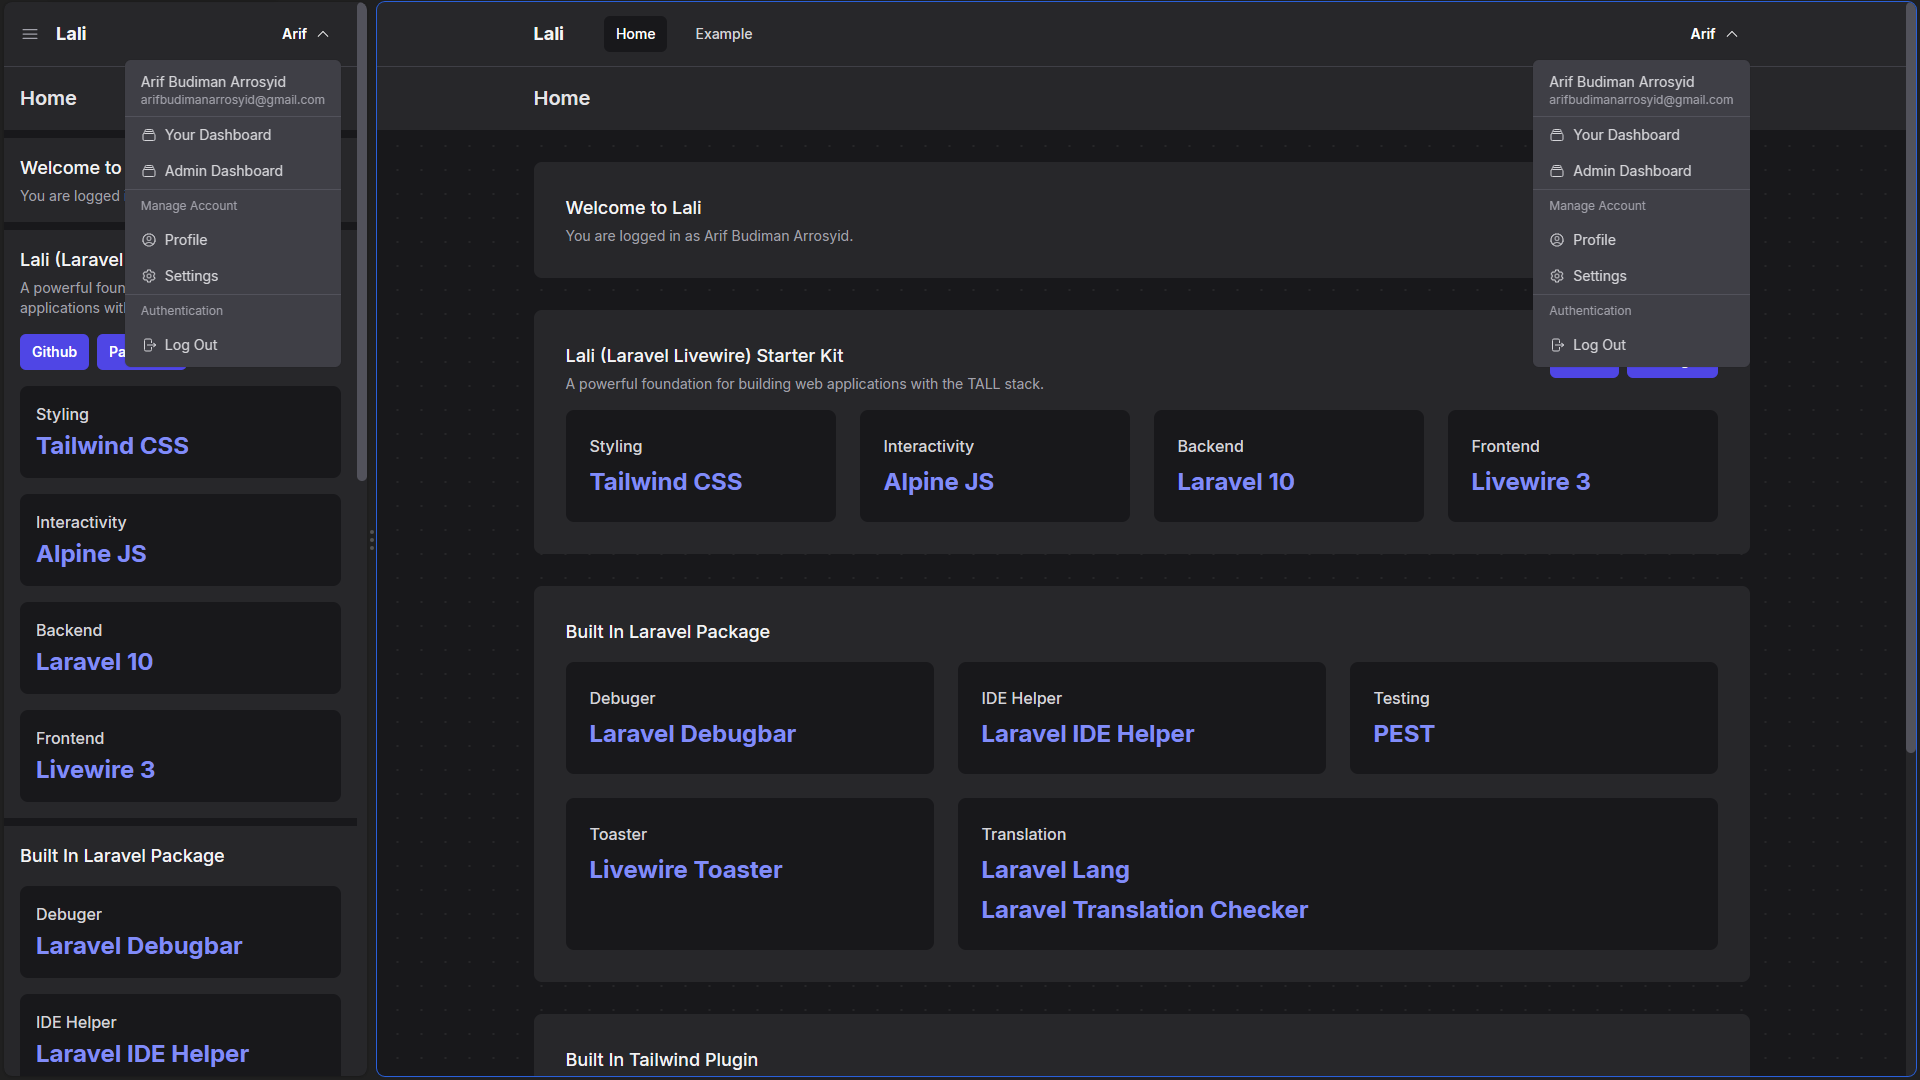 Lali
Arif
Arif Budiman Arrosyid
arifbudimanarrosyid@gmail.com
Your Dashboard
Admin Dashboard
Manage Account
Profile
Settings
Authentication
Log Out
Home
Welcome to
You are logged
Lali (Laravel
A powerful foun
applications with
Github
Pa
Styling
Tailwind CSS
Interactivity
Alpine JS
Backend
Laravel 10
Frontend
Livewire 3
Built In Laravel Package
Debuger
Laravel Debugbar
IDE Helper
Laravel IDE Helper
Lali
Home
Example
Arif
Arif Budiman Arrosyid
arifbudimanarrosyid@gmail.com
Your Dashboard
Admin Dashboard
Manage Account
Profile
Settings
Authentication
Log Out
Home
Welcome to Lali
You are logged in as Arif Budiman Arrosyid.
Lali (Laravel Livewire) Starter Kit
A powerful foundation for building web applications with the TALL stack.
Styling
Tailwind CSS
Interactivity
Alpine JS
Backend
Laravel 10
Frontend
Livewire 3
Built In Laravel Package
Debuger
Laravel Debugbar
IDE Helper
Laravel IDE Helper
Testing
PEST
Toaster
Livewire Toaster
Translation
Laravel Lang
Laravel Translation Checker
Built In Tailwind Plugin